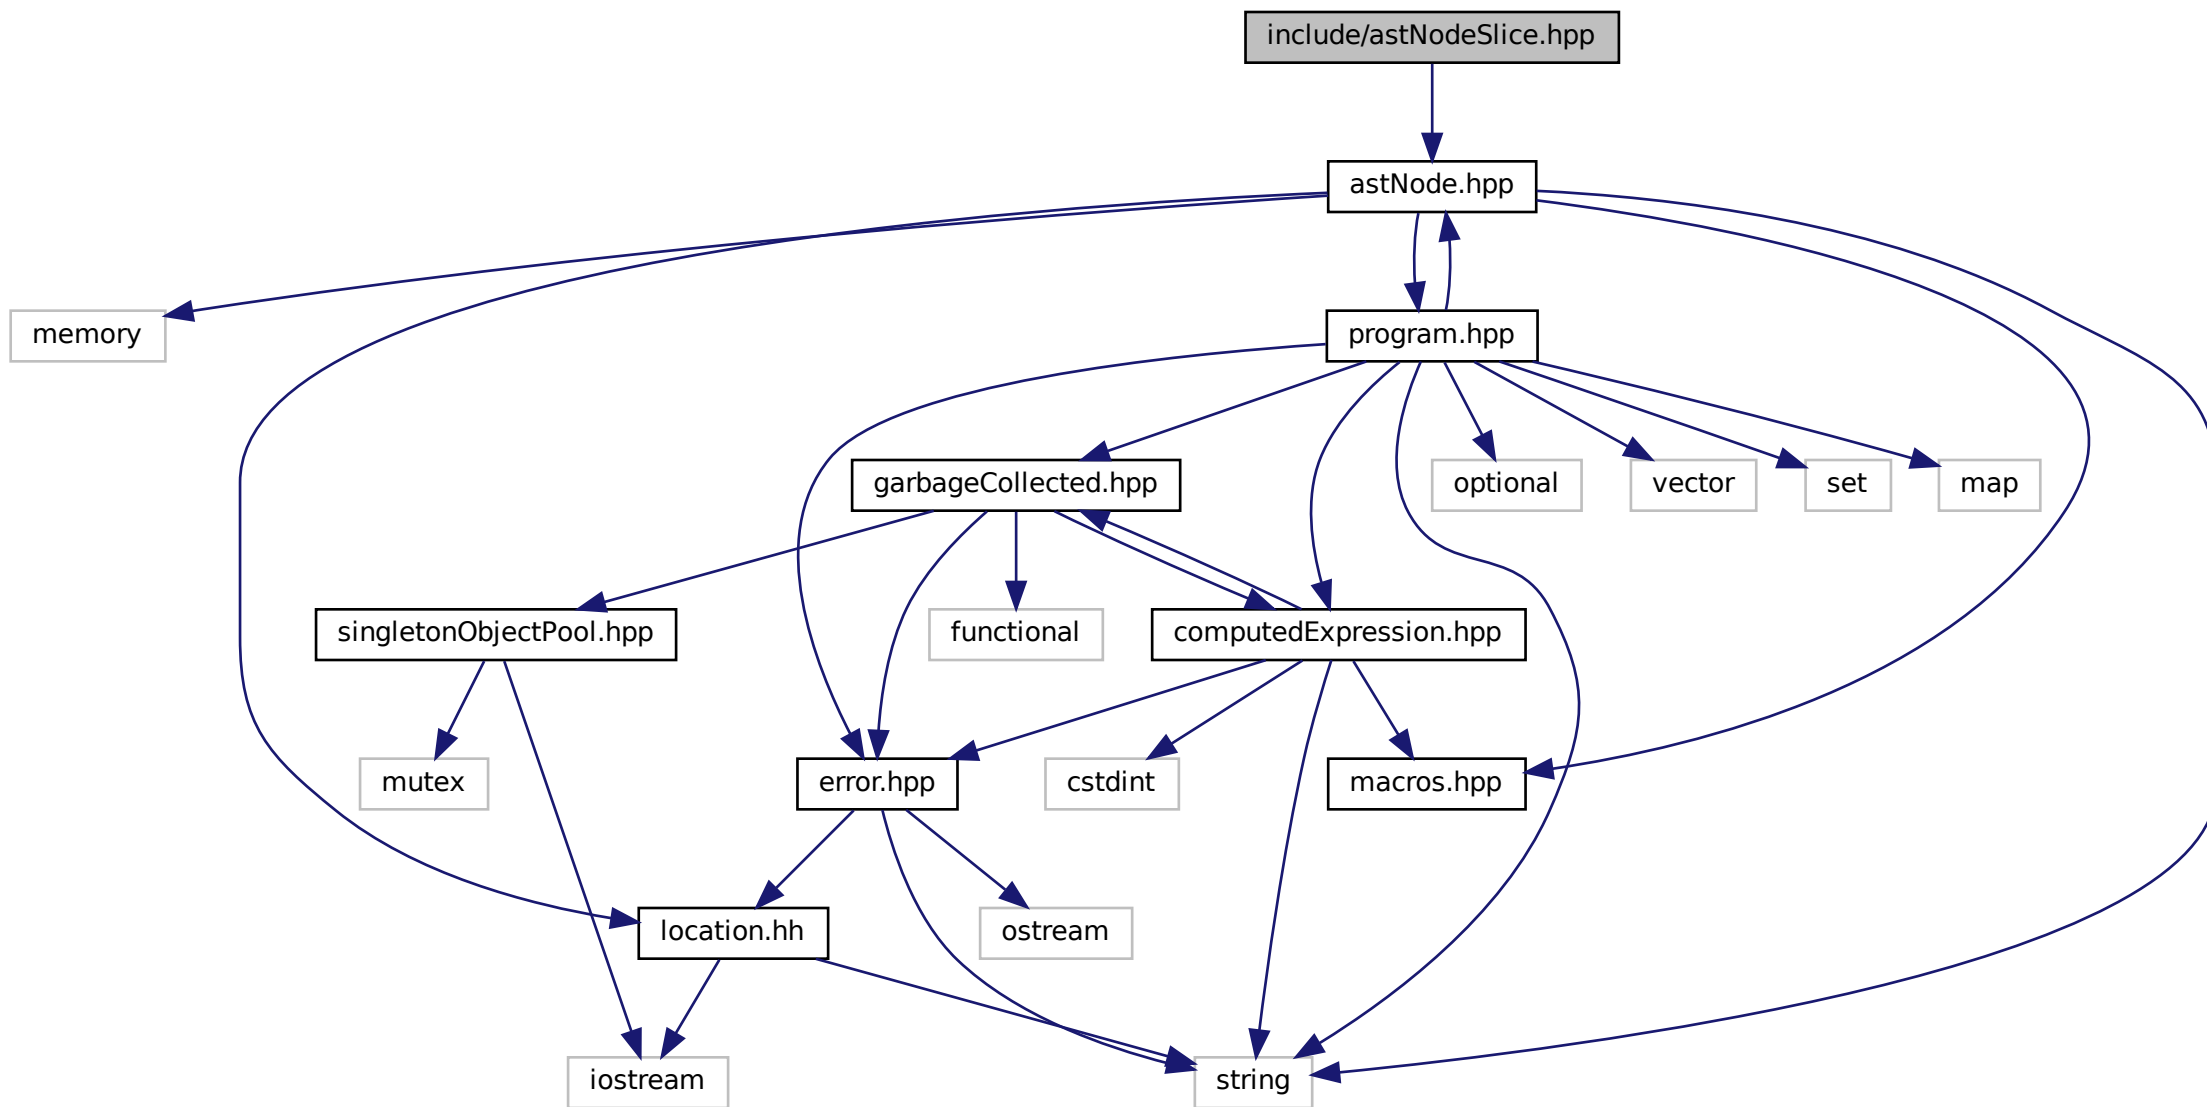 include/astNodeSlice.hpp
astNode.hpp
memory
program.hpp
garbageCollected.hpp
optional
vector
set
map
singletonObjectPool.hpp
functional
computedExpression.hpp
mutex
error.hpp
cstdint
macros.hpp
location.hh
ostream
iostream
string